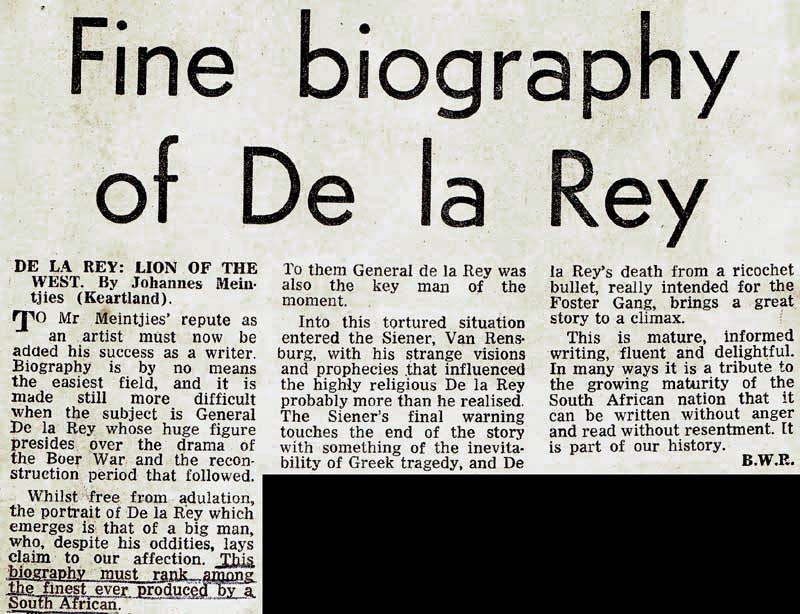 Fine biography
of De la Rey
DE LA REY: LION OF THE
WEST. By Johannes Mein-
tjies (Keartland).
TO Mr Meintjies' repute as
an artist must now be
added his success as a writer.
Biography is by no means
the easiest field, and it is
made still more difficult
when the subject is General
De la Rey whose huge figure
presides over the drama of
the Boer War and the recon-
struction period that followed.
Whilst free from adulation,
the portrait of De la Rey which
emerges is that of a big man,
who, despite his oddities, lays
claim to our affection. This
biography must rank among
the finest ever produced by a
South African.
To them General de la Rey was
also the key man of the
moment.
Into this tortured situation
entered the Siener, Van Rens-
burg, with his strange visions
and prophecies that influenced
the highly religious De la Rey
probably more than he realised.
The Siener's final warning
touches the end of the story
with something of the inevita-
bility of Greek tragedy, and De
la Rey's death from a ricochet
bullet, really intended for the
Foster Gang, brings a great
story to a climax.
This is mature, informed
writing, fluent and delightful.
In many ways it is a tribute to
the growing maturity of the
South African nation that it
can be written without anger
and read without resentment. It
is part of our history.
B.W.R.